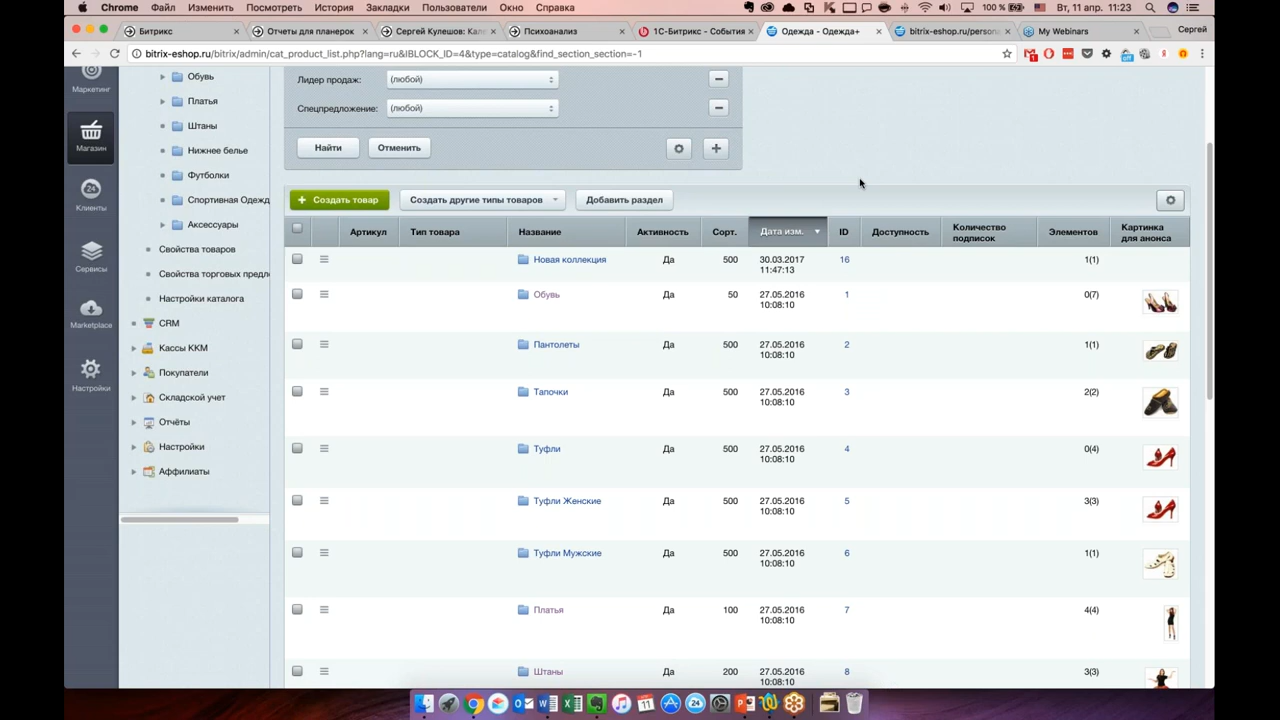 Chrome Файл Изменить Посмотреть История Закладки Пользователи Окно Справка 100 % Вт, 11 апр. 11:23
Битрикс Отчеты для планерок Сергей Кулешов: Кал 1С-Битрикс - События Психоанализ Одежда - Одежда+ bitrix-eshop.ru/persona My Webinars Сергей
bitrix-eshop.ru/bitrix/admin/cat_product_list.php?lang=ru&IBLOCK_ID=4&type=catalog&find_section_section=-1
Маркетинг
Магазин
24
Клиенты
Сервисы
Marketplace
Настройки
Обувь
Платья
Штаны
Нижнее белье
Футболки
Спортивная Одежд
Аксессуары
Свойства товаров
Свойства торговых предл
Настройки каталога
CRM
Кассы ККМ
Покупатели
Складской учет
Отчёты
Настройки
Аффилиаты
Лидер продаж: (любой)
Спецпредложение: (любой)
Найти Отменить
Создать товар Создать другие типы товаров Добавить раздел
Артикул Тип товара Название Активность Сорт. Дата изм. ID Доступность Количество подписок Элементов Картинка для анонса
Новая коллекция Да 500 30.03.2017 16 1(1)
11:47:13
Обувь Да 50 27.05.2016 1 0(7)
10:08:10
Пантолеты Да 500 27.05.2016 2 1(1)
10:08:10
Тапочки Да 500 27.05.2016 3 2(2)
10:08:10
Туфли Да 500 27.05.2016 4 0(4)
10:08:10
Туфли Женские Да 500 27.05.2016 5 3(3)
10:08:10
Туфли Мужские Да 500 27.05.2016 6 1(1)
10:08:10
Платья Да 100 27.05.2016 7 4(4)
10:08:10
Штаны Да 200 27.05.2016 8 3(3)
10:08:10